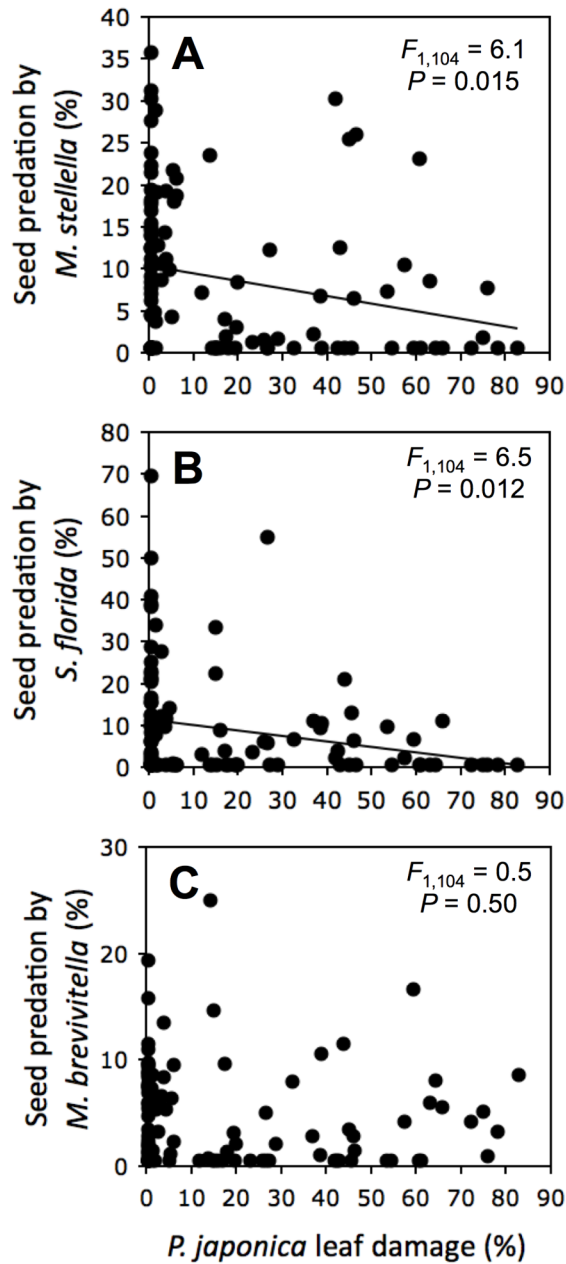 A
F1,104 = 6.1
P = 0.015
Seed predation by
M. stellella (%)
40
35
30
25
20
15
10
5
0
0 10 20 30 40 50 60 70 80 90
B
F1,104 = 6.5
P = 0.012
Seed predation by
S. florida (%)
80
70
60
50
40
30
20
10
0
0 10 20 30 40 50 60 70 80 90
C
F1,104 = 0.5
P = 0.50
Seed predation by
M. brevivitella (%)
30
20
10
0
0 10 20 30 40 50 60 70 80 90
P. japonica leaf damage (%)